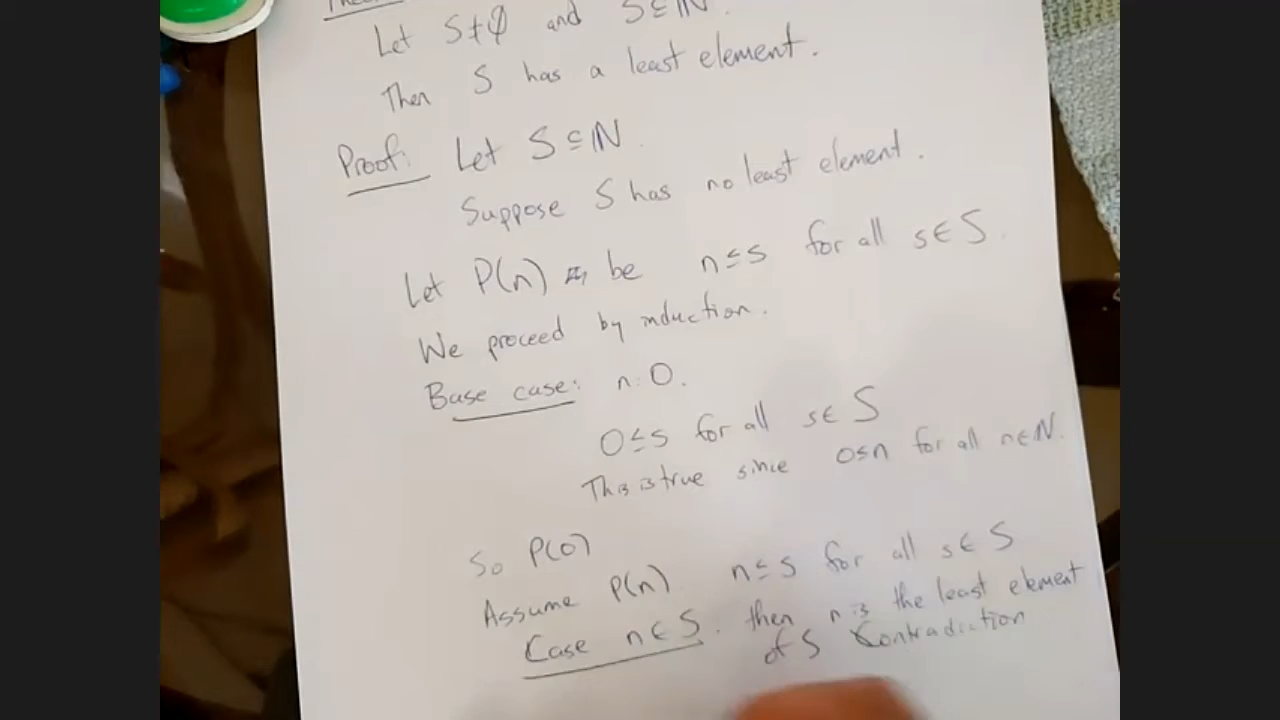 Let S≠∅ and S⊆ℕ.
Then S has a least element.
Proof: Let S⊆ℕ.
Suppose S has no least element.
Let P(n) be n≤s for all s∈S.
We proceed by induction.
Base case: n=0.
0≤s for all s∈S
This is true since 0≤n for all n∈ℕ.
So P(0)
Assume P(n) n≤s for all s∈S
Case n∈S. then n is the least element
of S Contradiction